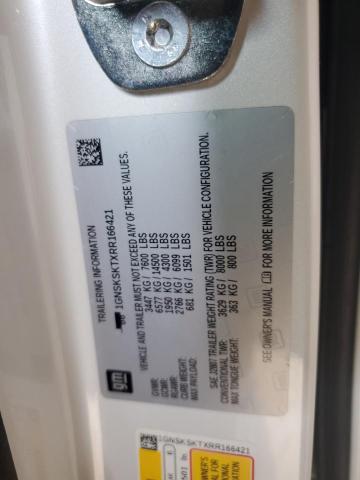 TRAILERING INFORMATION
1GNSKSKTXRR166421
VEHICLE AND TRAILER MUST NOT EXCEED ANY OF THESE VALUES.
GVWR: 3447 KG / 7600 LBS
GCWR: 6577 KG / 14500 LBS
RGAWR: 1950 KG / 4300 LBS
CURB WEIGHT: 2766 KG / 6099 LBS
MAX PAYLOAD: 681 KG / 1501 LBS
SAE J2807 TRAILER WEIGHT RATING (TWR) FOR VEHICLE CONFIGURATION.
CONVENTIONAL TWR: 3629 KG / 8000 LBS
MAX TONGUE WEIGHT: 363 KG / 800 LBS
SEE OWNER'S MANUAL FOR MORE INFORMATION
gm
1GNSKSKTXRR166421
OWNER'S